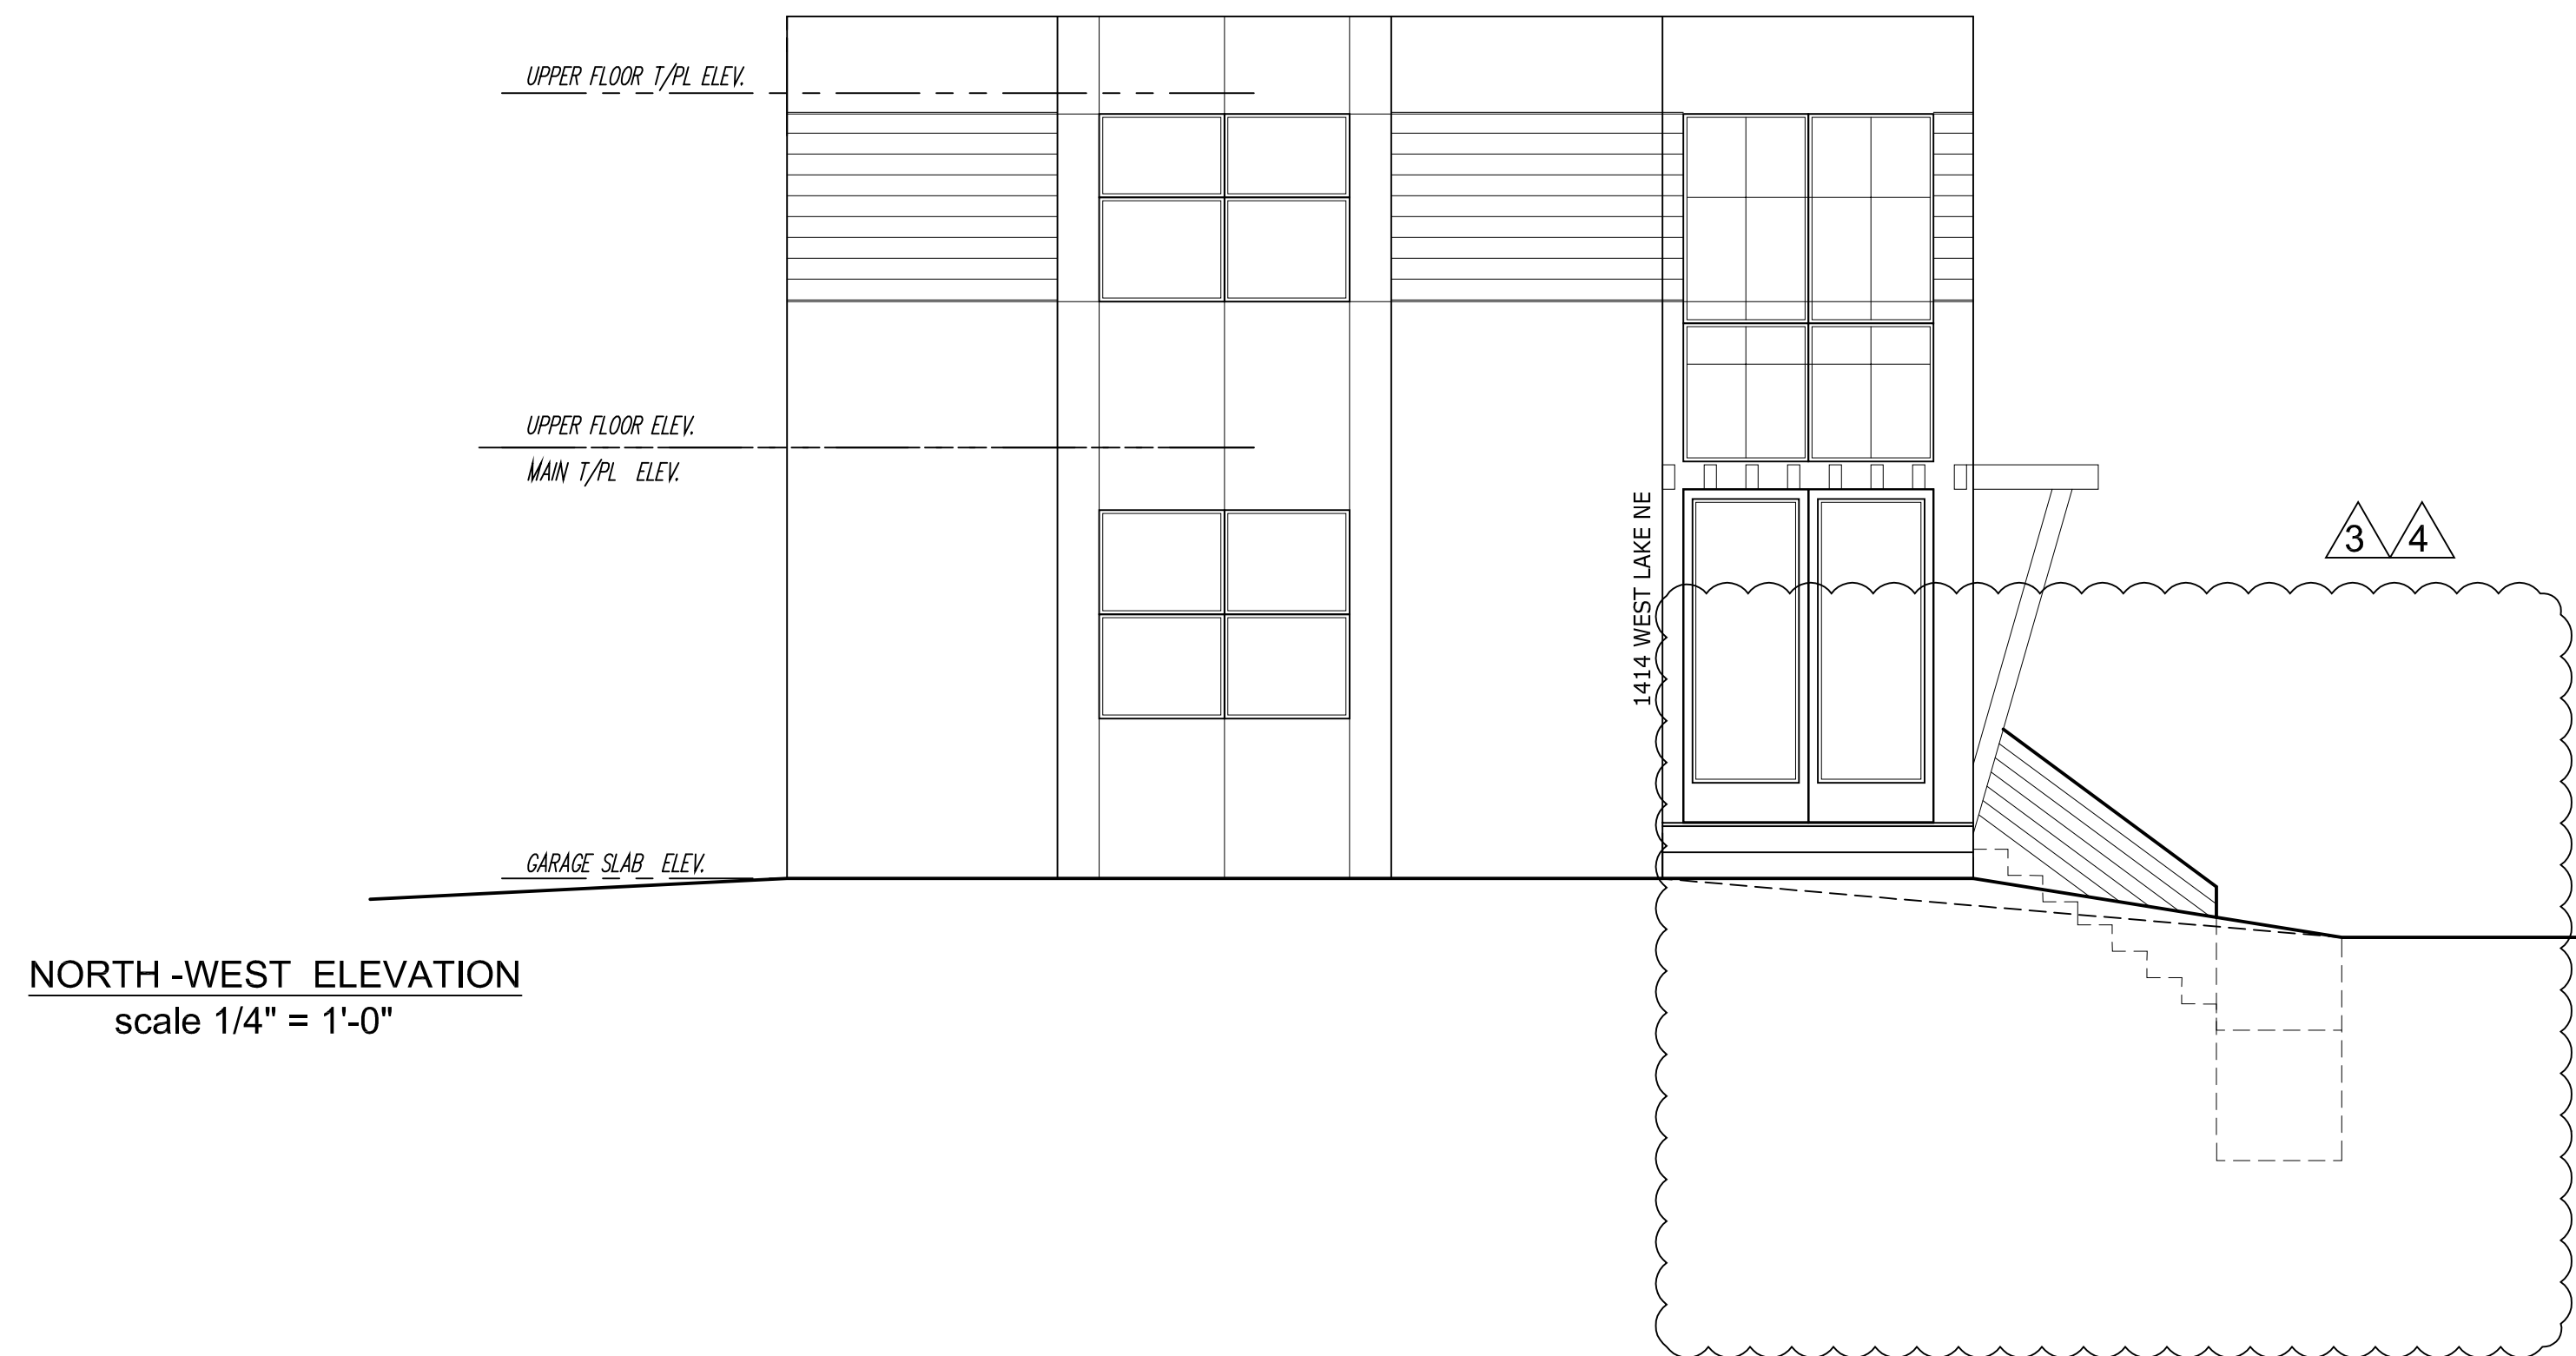 UPPER FLOOR T/PL ELEV.
UPPER FLOOR ELEV.
MAIN T/PL ELEV.
1414 WEST LAKE NE
3 4
GARAGE SLAB ELEV.
NORTH -WEST ELEVATION
scale 1/4" = 1'-0"